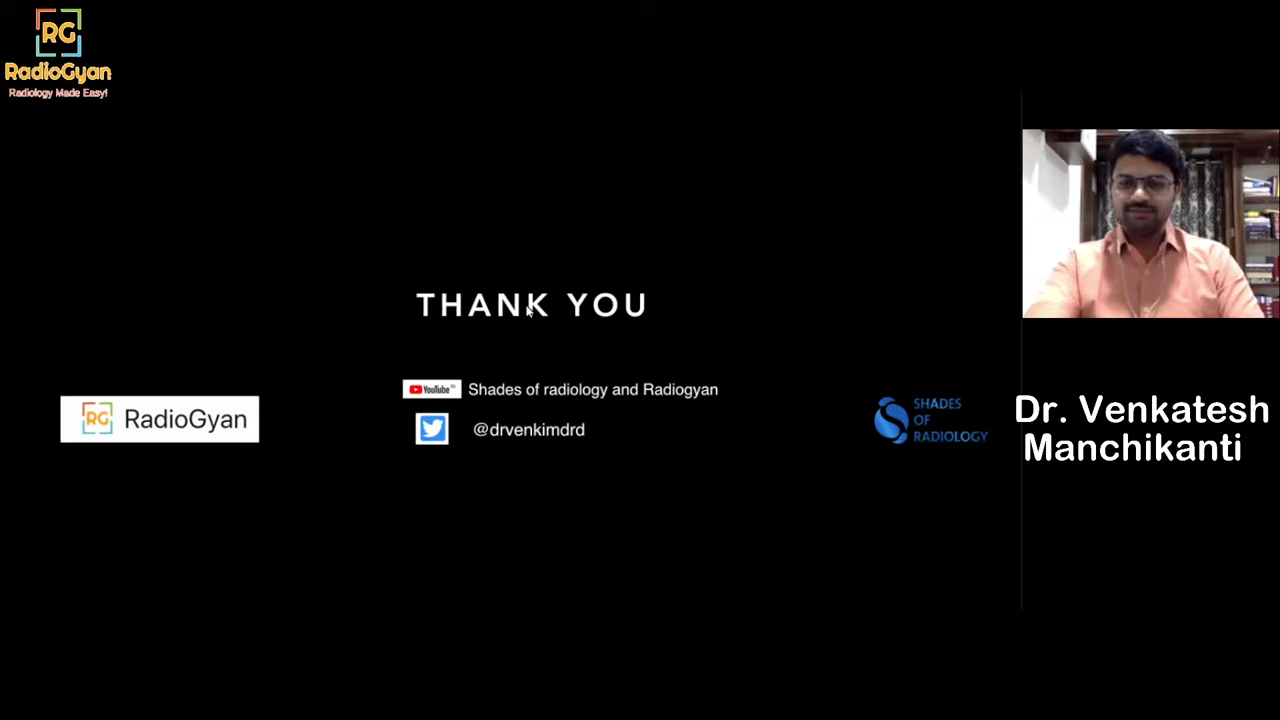 RG
RadioGyan
Radiology Made Easy!
THANK YOU
YouTube IN Shades of radiology and Radiogyan
@drvenkimdrd
RG RadioGyan
SHADES
OF
RADIOLOGY
Dr. Venkatesh
Manchikanti